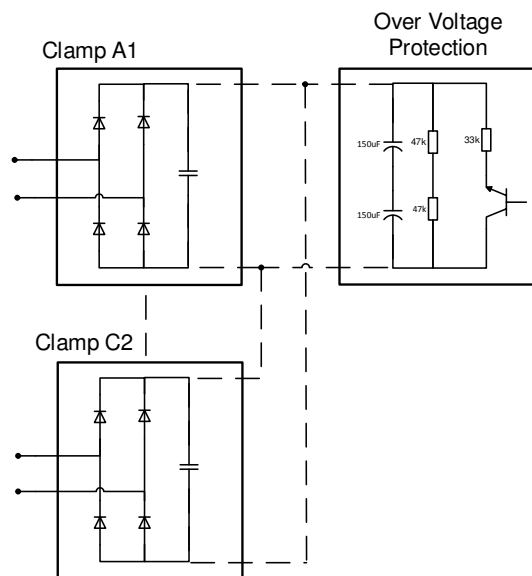 Clamp A1
Over Voltage
Protection
150uF
47k
33k
150uF
47k
Clamp C2